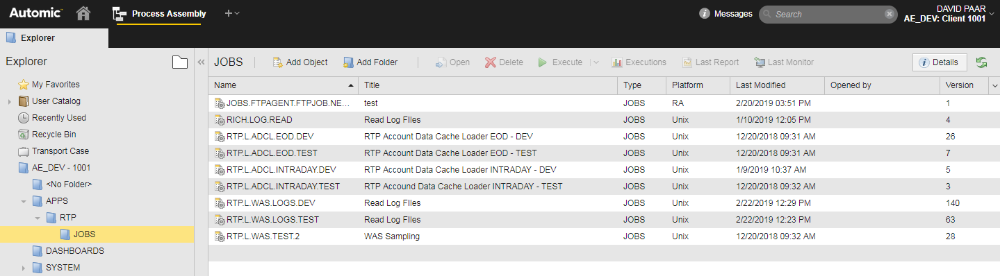 Automic™ Process Assembly Messages Search DAVID PAAR
AE_DEV: Client 1001
Explorer
Explorer
My Favorites
User Catalog
Recently Used
Recycle Bin
Transport Case
AE_DEV - 1001
<No Folder>
APPS
RTP
JOBS
DASHBOARDS
SYSTEM
JOBS Add Object Add Folder Open Delete Execute Executions Last Report Last Monitor Details
Name Title Type Platform Last Modified Opened by Version
JOBS.FTPAGENT.FTPJOB.NE... test JOBS RA 2/20/2019 03:51 PM 1
RICH.LOG.READ Read Log FIles JOBS Unix 1/10/2019 12:05 PM 4
RTP.L.ADCL.EOD.DEV RTP Account Data Cache Loader EOD - DEV JOBS Unix 12/20/2018 09:31 AM 26
RTP.L.ADCL.EOD.TEST RTP Account Data Cache Loader EOD - TEST JOBS Unix 12/20/2018 09:31 AM 7
RTP.L.ADCL.INTRADAY.DEV RTP Account Data Cache Loader INTRADAY - DEV JOBS Unix 1/9/2019 10:37 AM 5
RTP.L.ADCL.INTRADAY.TEST RTP Accound Data Cache Loader INTRADAY - TEST JOBS Unix 12/20/2018 09:32 AM 3
RTP.L.WAS.LOGS.DEV Read Log FIles JOBS Unix 2/22/2019 12:29 PM 140
RTP.L.WAS.LOGS.TEST Read Log FIles JOBS Unix 2/22/2019 12:23 PM 63
RTP.L.WAS.TEST.2 WAS Sampling JOBS Unix 12/20/2018 09:32 AM 28